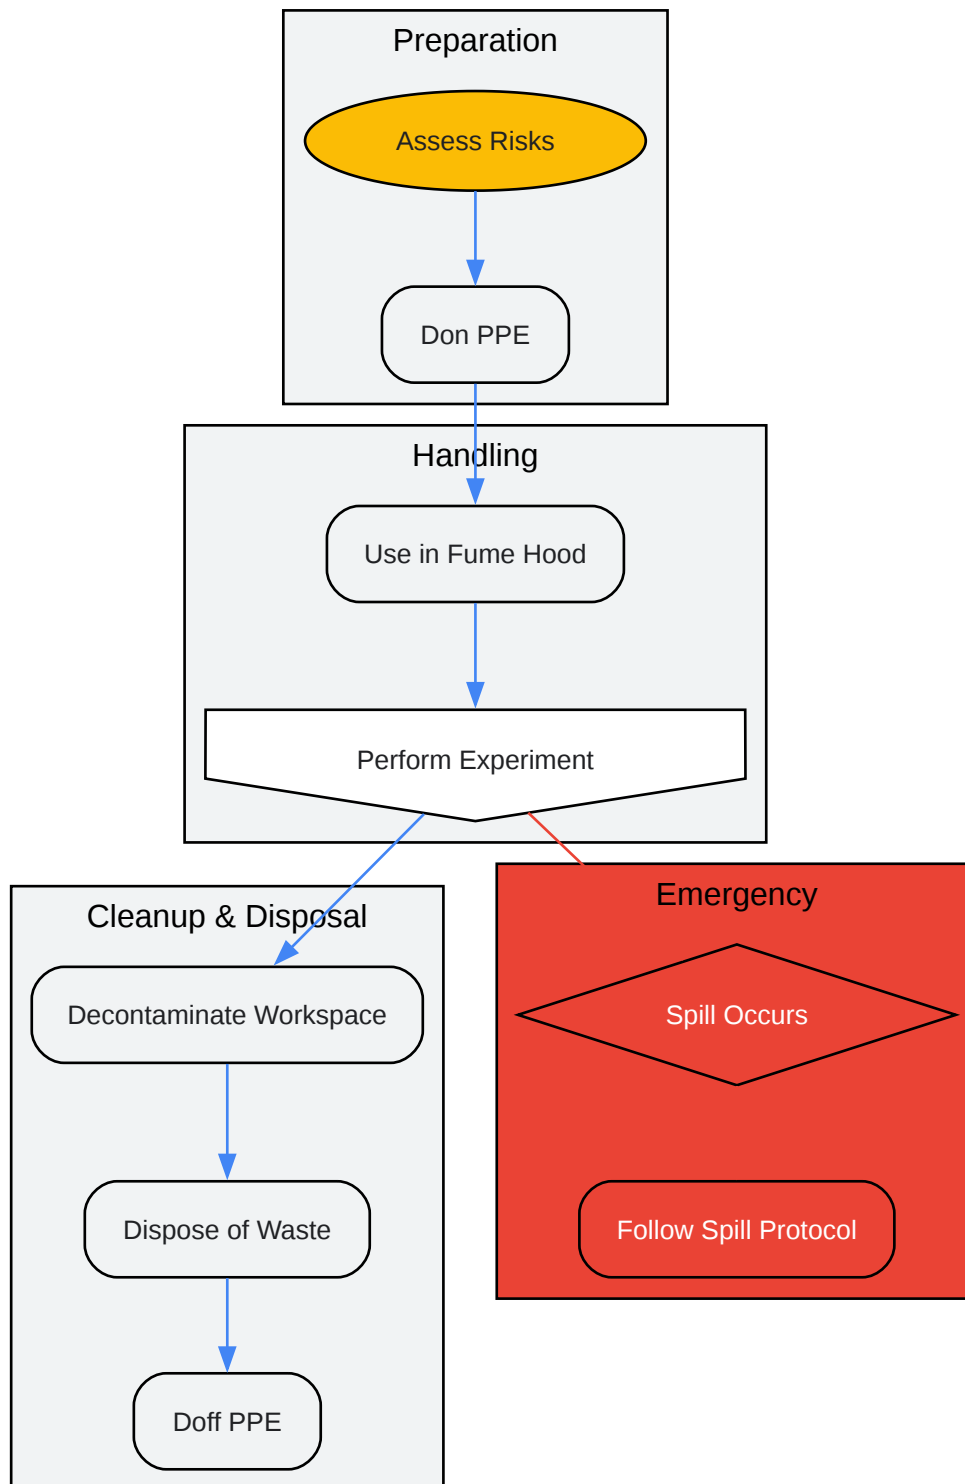 Preparation
Assess Risks
Don PPE
Handling
Use in Fume Hood
Perform Experiment
Cleanup & Disposal
Decontaminate Workspace
Dispose of Waste
Doff PPE
Emergency
Spill Occurs
Follow Spill Protocol